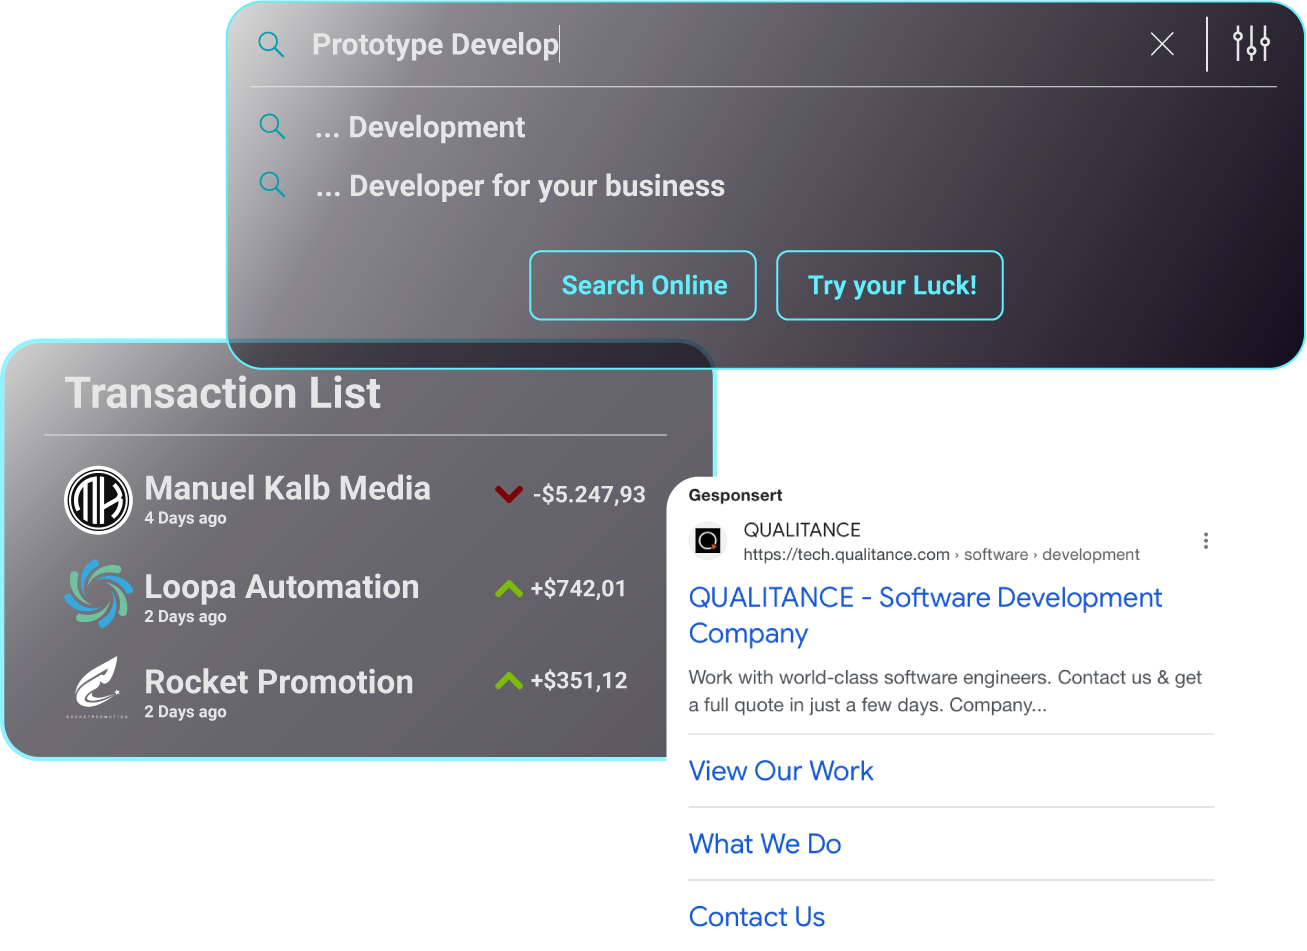 Prototype Develop
... Development
... Developer for your business
Search Online
Try your Luck!
Transaction List
Manuel Kalb Media
4 Days ago
-$5.247,93
Loopa Automation
2 Days ago
+$742,01
Rocket Promotion
2 Days ago
+$351,12
ROCKETPROMOTION
Gesponsert
QUALITANCE
https://tech.qualitance.com › software › development
QUALITANCE - Software Development
Company
Work with world-class software engineers. Contact us & get
a full quote in just a few days. Company...
View Our Work
What We Do
Contact Us